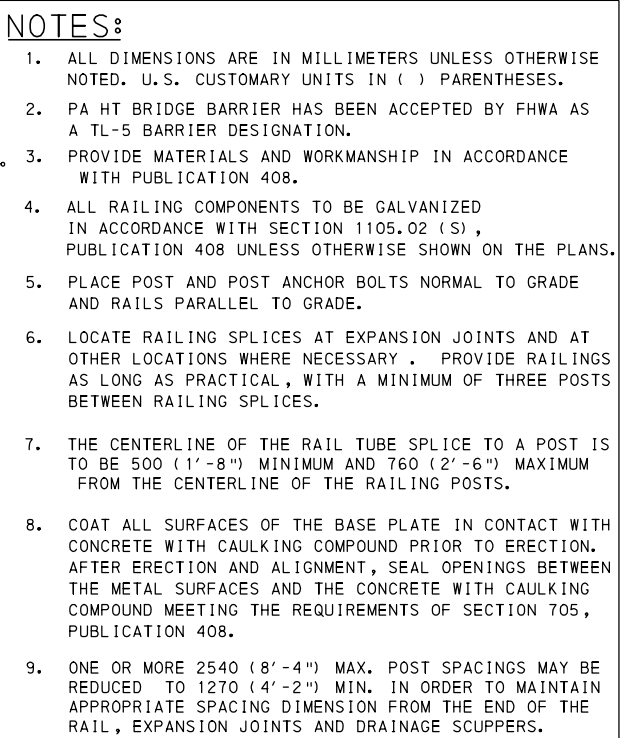 NOTES:
1. ALL DIMENSIONS ARE IN MILLIMETERS UNLESS OTHERWISE
NOTED. U.S. CUSTOMARY UNITS IN ( ) PARENTHESES.
2. PA HT BRIDGE BARRIER HAS BEEN ACCEPTED BY FHWA AS
A TL-5 BARRIER DESIGNATION.
3. PROVIDE MATERIALS AND WORKMANSHIP IN ACCORDANCE
WITH PUBLICATION 408.
4. ALL RAILING COMPONENTS TO BE GALVANIZED
IN ACCORDANCE WITH SECTION 1105.02 (S),
PUBLICATION 408 UNLESS OTHERWISE SHOWN ON THE PLANS.
5. PLACE POST AND POST ANCHOR BOLTS NORMAL TO GRADE
AND RAILS PARALLEL TO GRADE.
6. LOCATE RAILING SPLICES AT EXPANSION JOINTS AND AT
OTHER LOCATIONS WHERE NECESSARY . PROVIDE RAILINGS
AS LONG AS PRACTICAL, WITH A MINIMUM OF THREE POSTS
BETWEEN RAILING SPLICES.
7. THE CENTERLINE OF THE RAIL TUBE SPLICE TO A POST IS
TO BE 500 (1'-8") MINIMUM AND 760 (2'-6") MAXIMUM
FROM THE CENTERLINE OF THE RAILING POSTS.
8. COAT ALL SURFACES OF THE BASE PLATE IN CONTACT WITH
CONCRETE WITH CAULKING COMPOUND PRIOR TO ERECTION.
AFTER ERECTION AND ALIGNMENT, SEAL OPENINGS BETWEEN
THE METAL SURFACES AND THE CONCRETE WITH CAULKING
COMPOUND MEETING THE REQUIREMENTS OF SECTION 705,
PUBLICATION 408.
9. ONE OR MORE 2540 (8'-4") MAX. POST SPACINGS MAY BE
REDUCED TO 1270 (4'-2") MIN. IN ORDER TO MAINTAIN
APPROPRIATE SPACING DIMENSION FROM THE END OF THE
RAIL, EXPANSION JOINTS AND DRAINAGE SCUPPERS.